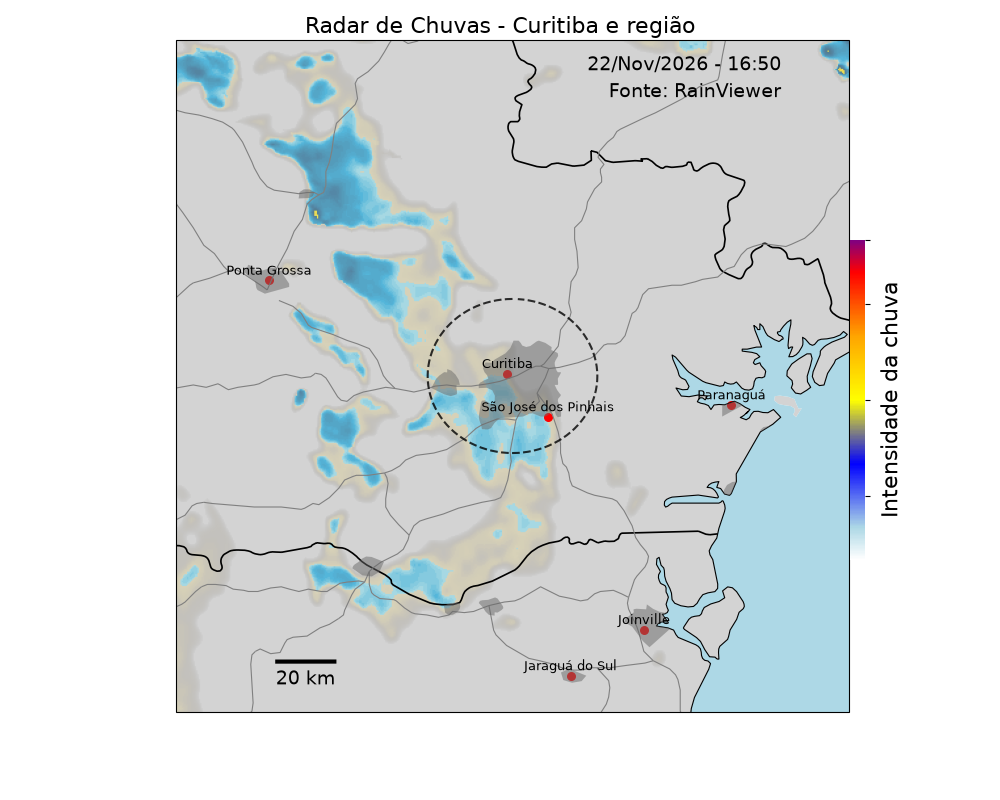 Radar de Chuvas - Curitiba e região
22/Nov/2026 - 16:50
Fonte: RainViewer
Ponta Grossa
Curitiba
São José dos Pinhais
Paranaguá
Joinville
Jaraguá do Sul
20 km
Intensidade da chuva